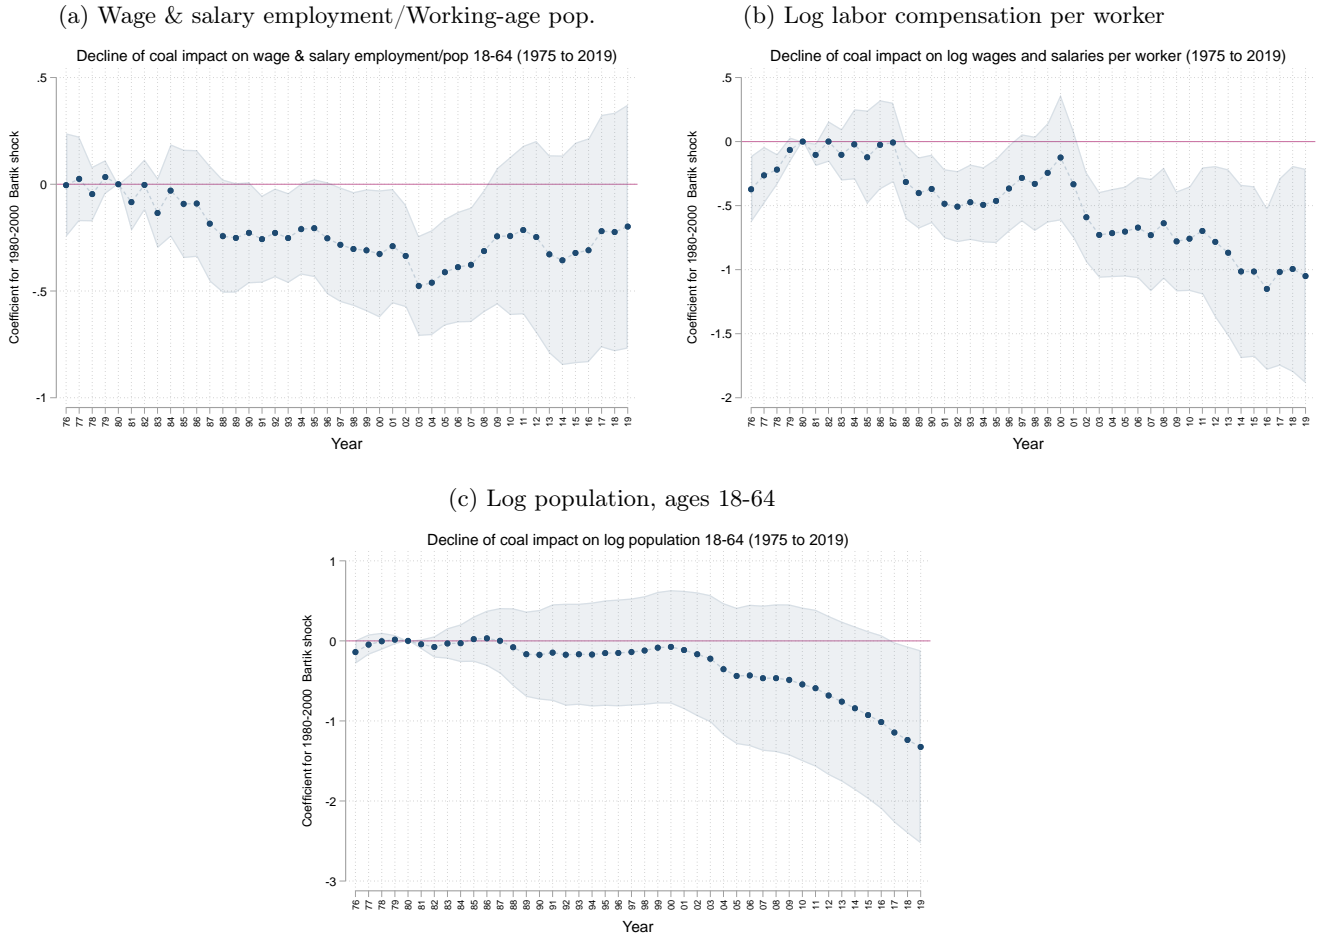 (a) Wage & salary employment/Working-age pop.
Decline of coal impact on wage & salary employment/pop 18-64 (1975 to 2019)
Coefficient for 1980-2000  Bartik shock
.5
0
-.5
-1
76 77 78 79 80 81 82 83 84 85 86 87 88 89 90 91 92 93 94 95 96 97 98 99 00 01 02 03 04 05 06 07 08 09 10 11 12 13 14 15 16 17 18 19
Year
(b) Log labor compensation per worker
Decline of coal impact on log wages and salaries per worker (1975 to 2019)
Coefficient for 1980-2000  Bartik shock
.5
0
-.5
-1
-1.5
-2
76 77 78 79 80 81 82 83 84 85 86 87 88 89 90 91 92 93 94 95 96 97 98 99 00 01 02 03 04 05 06 07 08 09 10 11 12 13 14 15 16 17 18 19
Year
(c) Log population, ages 18-64
Decline of coal impact on log population 18-64 (1975 to 2019)
Coefficient for 1980-2000  Bartik shock
1
0
-1
-2
-3
76 77 78 79 80 81 82 83 84 85 86 87 88 89 90 91 92 93 94 95 96 97 98 99 00 01 02 03 04 05 06 07 08 09 10 11 12 13 14 15 16 17 18 19
Year